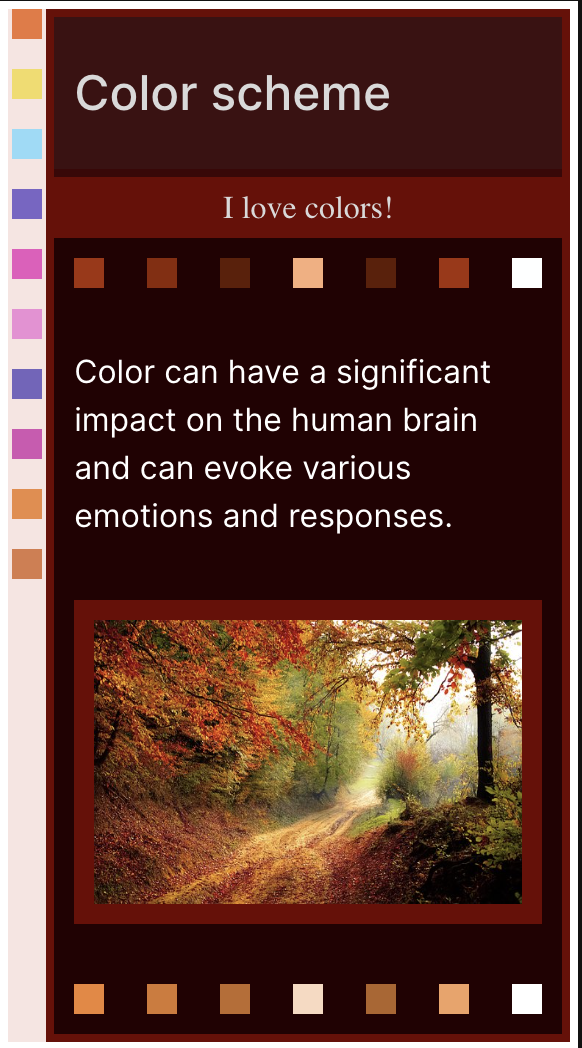 Color scheme
I love colors!
Color can have a significant
impact on the human brain
and can evoke various
emotions and responses.